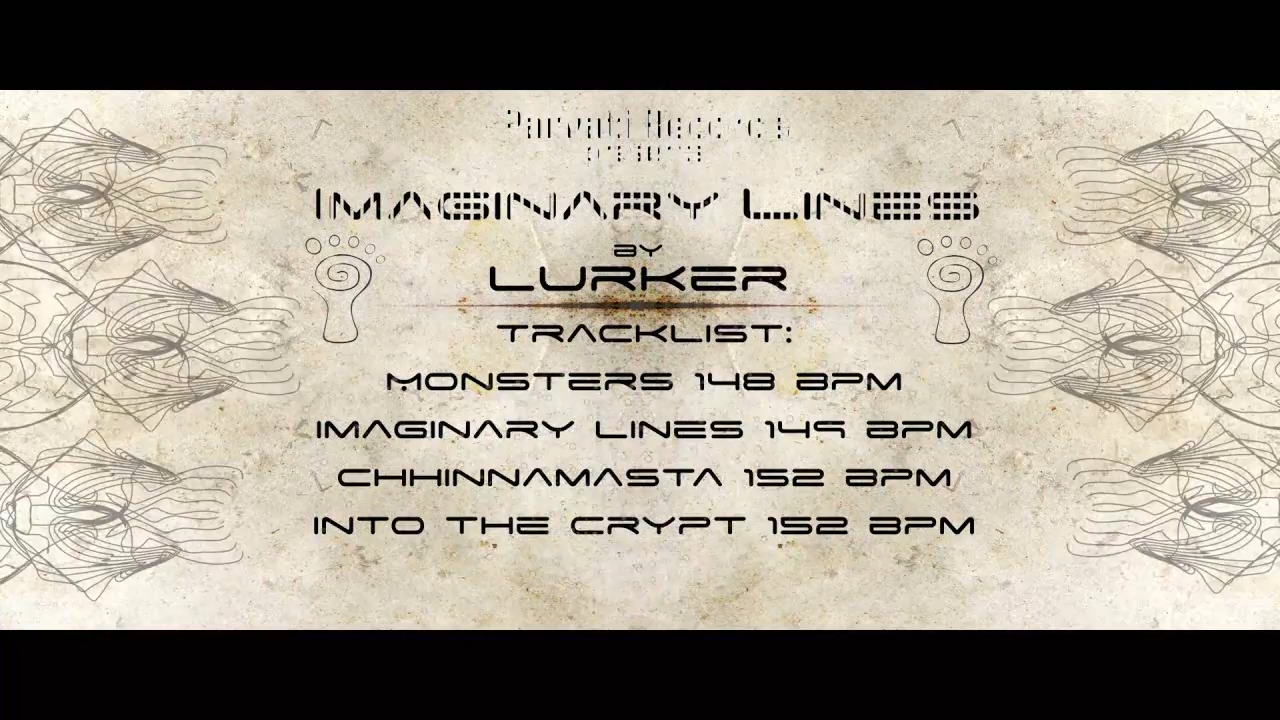 Parvati Records
presents
IMAGINARY LINES
BY
LURKER
TRACKLIST:
MONSTERS 148 BPM
IMAGINARY LINES 149 BPM
CHHINNAMASTA 152 BPM
INTO THE CRYPT 152 BPM